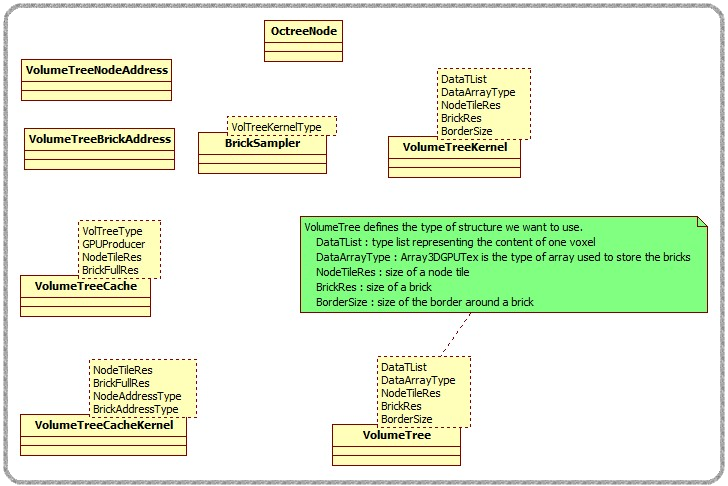 OctreeNode
VolumeTreeNodeAddress
DataTList
DataArrayType
NodeTileRes
BrickRes
BorderSize
VolumeTreeKernel
VolTreeKernelType
BrickSampler
VolumeTreeBrickAddress
VolTreeType
GPUProducer
NodeTileRes
BrickFullRes
VolumeTreeCache
VolumeTree defines the type of structure we want to use.
DataTList : type list representing the content of one voxel
DataArrayType : Array3DGPUTex is the type of array used to store the bricks
NodeTileRes : size of a node tile
BrickRes : size of a brick
BorderSize : size of the border around a brick
NodeTileRes
BrickFullRes
NodeAddressType
BrickAddressType
VolumeTreeCacheKernel
DataTList
DataArrayType
NodeTileRes
BrickRes
BorderSize
VolumeTree